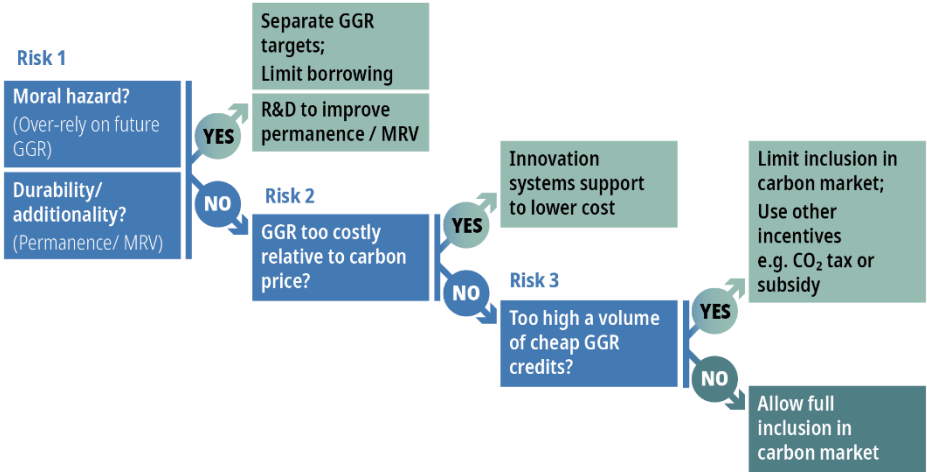 Risk 1
Moral hazard?
(Over-rely on future
GGR)
Durability/
additionality?
(Permanence/ MRV)
YES
NO
Separate GGR
targets;
Limit borrowing
R&D to improve
permanence / MRV
Risk 2
GGR too costly
relative to carbon
price?
YES
NO
Innovation
systems support
to lower cost
Risk 3
Too high a volume
of cheap GGR
credits?
YES
NO
Limit inclusion in
carbon market;
Use other
incentives
e.g. CO₂ tax or
subsidy
Allow full
inclusion in
carbon market